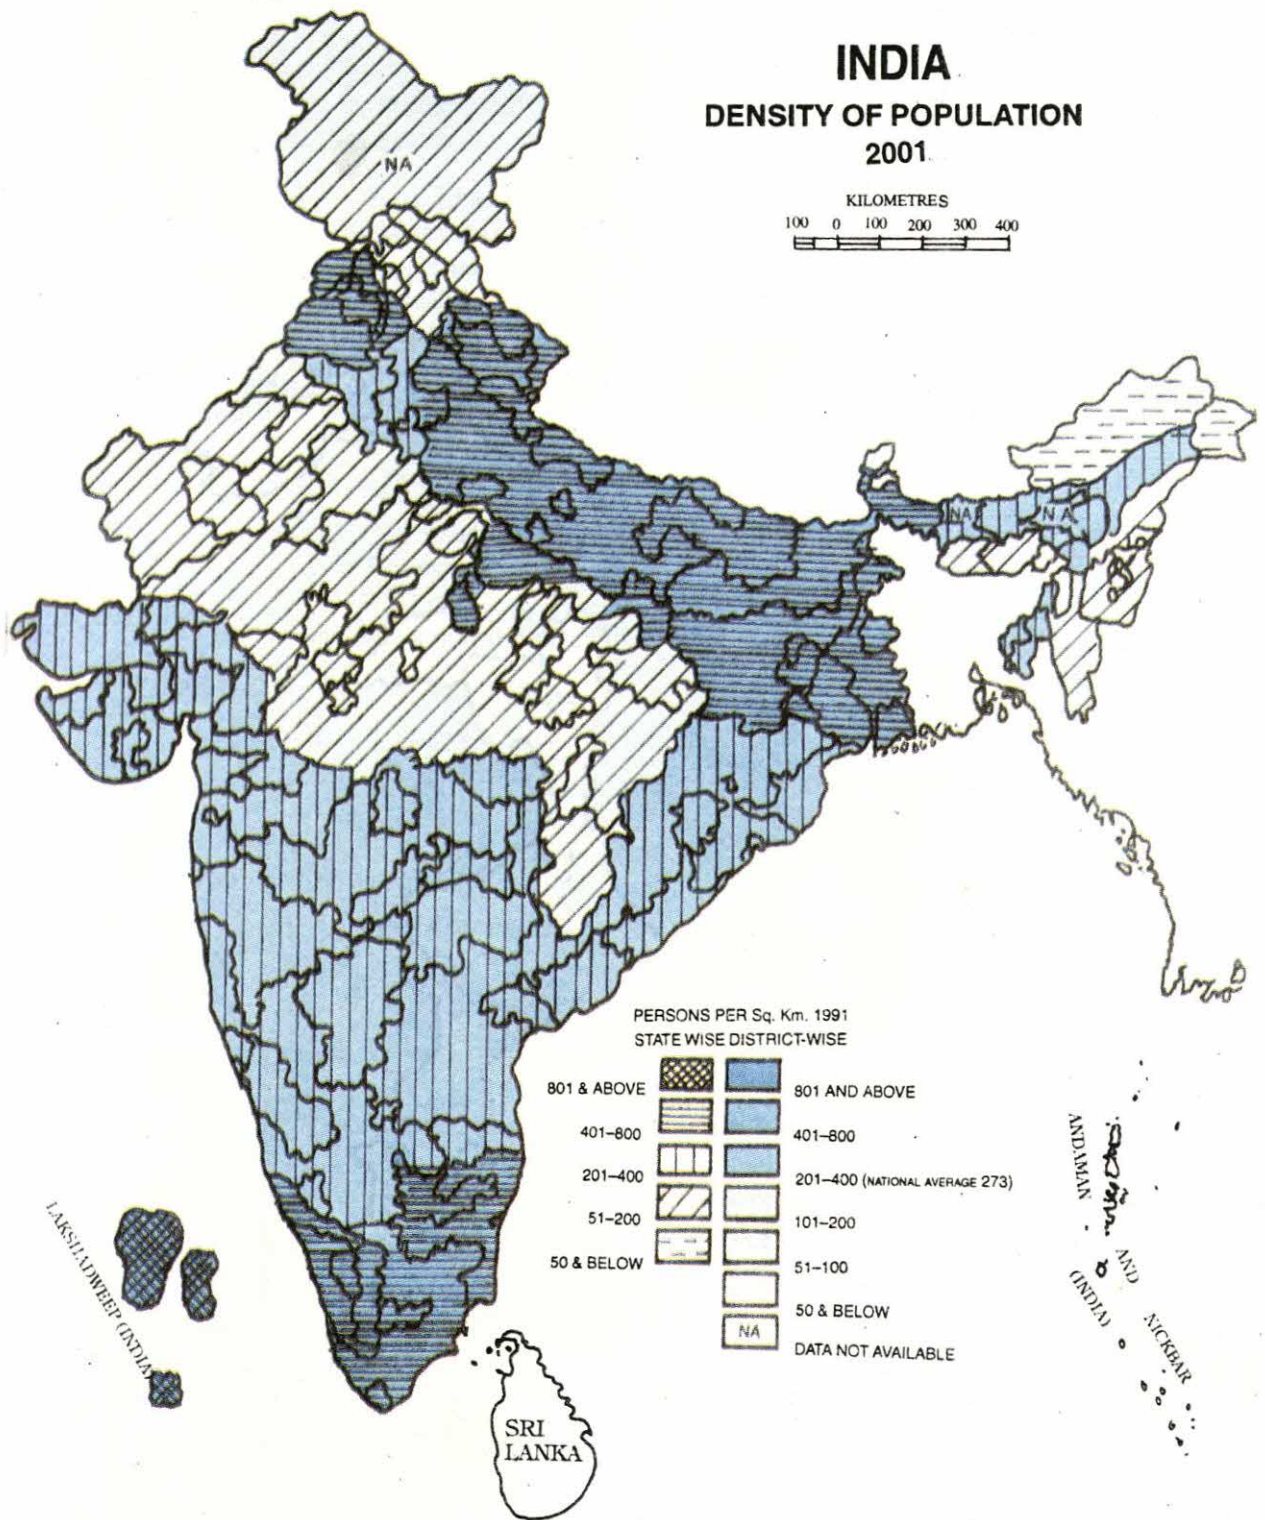 INDIA
DENSITY OF POPULATION
2001
KILOMETRES
100 0 100 200 300 400
NA
NA
N A
PERSONS PER Sq. Km. 1991
STATE WISE DISTRICT-WISE
801 & ABOVE 801 AND ABOVE
401–800 401–800
201–400 201–400 (NATIONAL AVERAGE 273)
51–200 101–200
50 & BELOW 51–100
50 & BELOW
NA DATA NOT AVAILABLE
LAKSHADWEEP (INDIA)
ANDAMAN AND NICKBAR
(INDIA)
SRI
LANKA